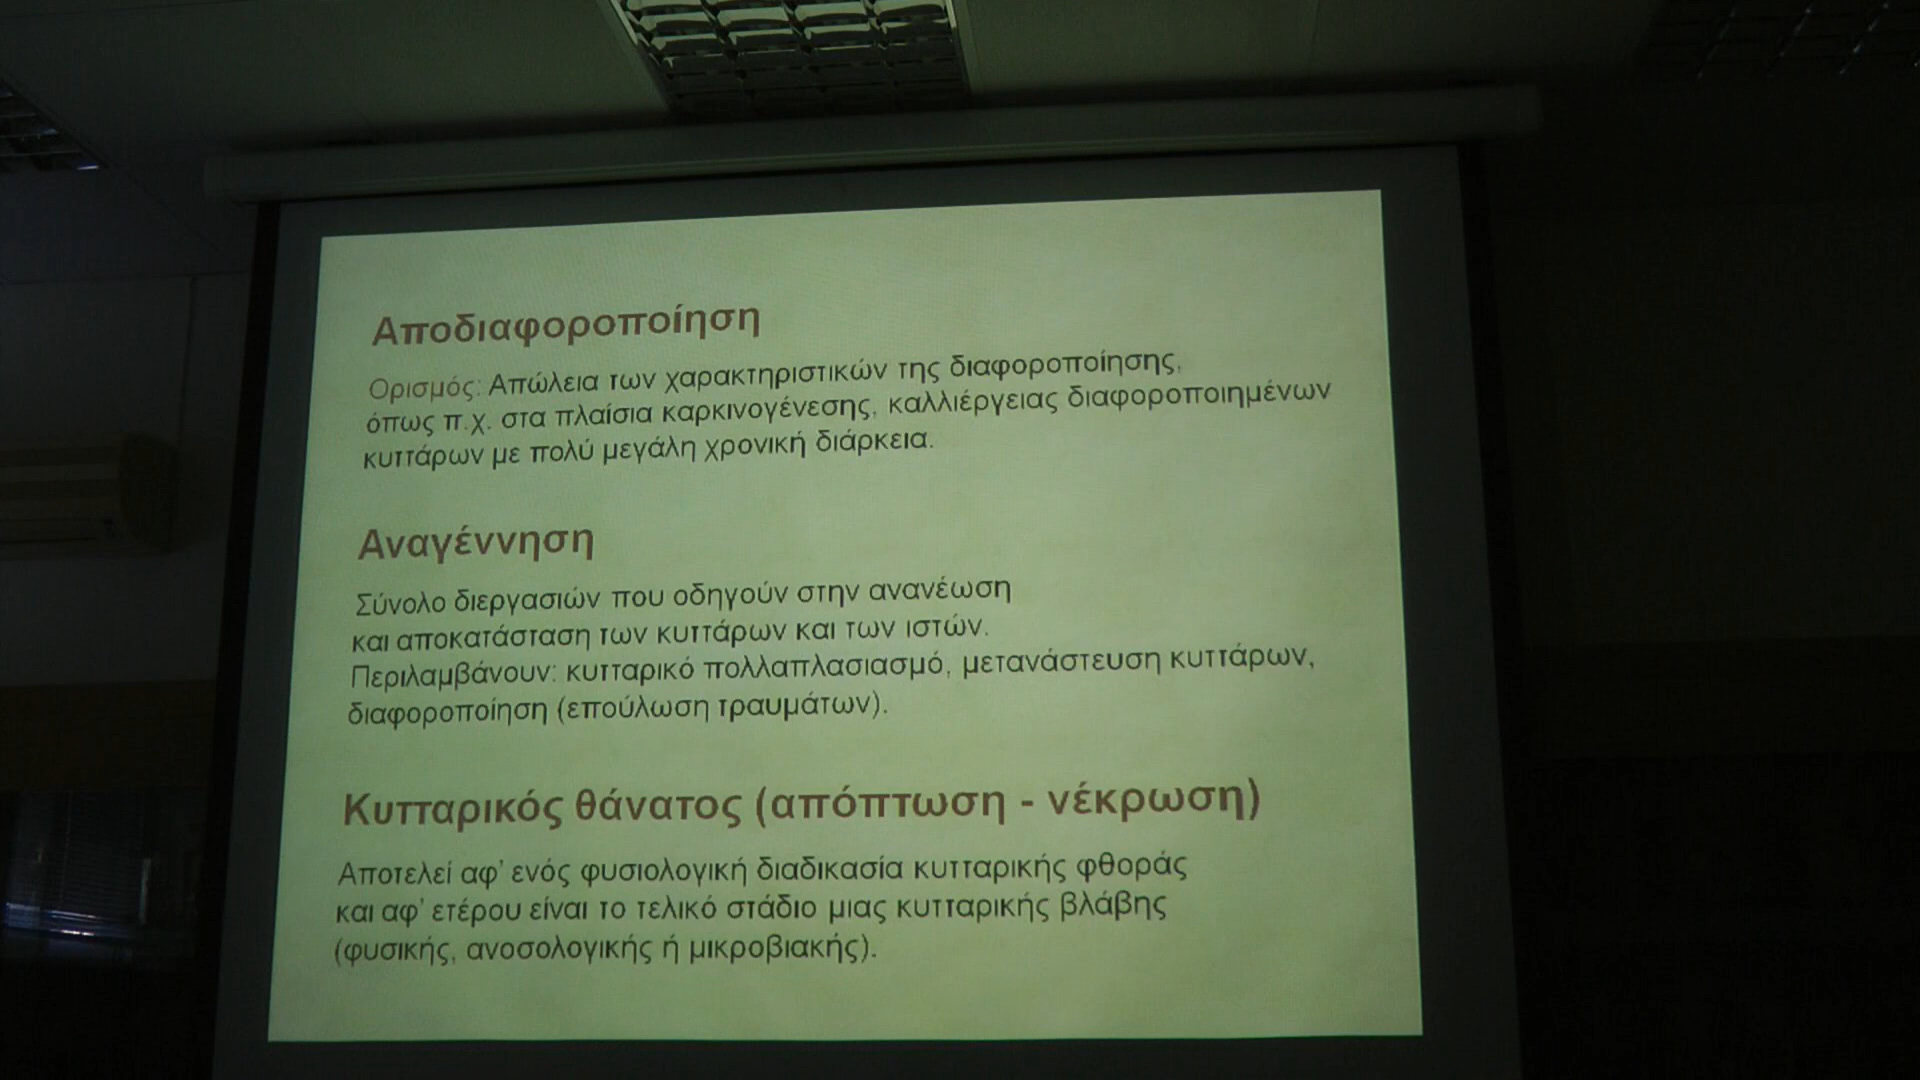 Αποδιαφοροποίηση
Ορισμός: Απώλεια των χαρακτηριστικών της διαφοροποίησης,
όπως π.χ. στα πλαίσια καρκινογένεσης, καλλιέργειας διαφοροποιημένων
κυττάρων με πολύ μεγάλη χρονική διάρκεια.
Αναγέννηση
Σύνολο διεργασιών που οδηγούν στην ανανέωση
και αποκατάσταση των κυττάρων και των ιστών.
Περιλαμβάνουν: κυτταρικό πολλαπλασιασμό, μετανάστευση κυττάρων,
διαφοροποίηση (επούλωση τραυμάτων).
Κυτταρικός θάνατος (απόπτωση - νέκρωση)
Αποτελεί αφ' ενός φυσιολογική διαδικασία κυτταρικής φθοράς
και αφ' ετέρου είναι το τελικό στάδιο μιας κυτταρικής βλάβης
(φυσικής, ανοσολογικής ή μικροβιακής).